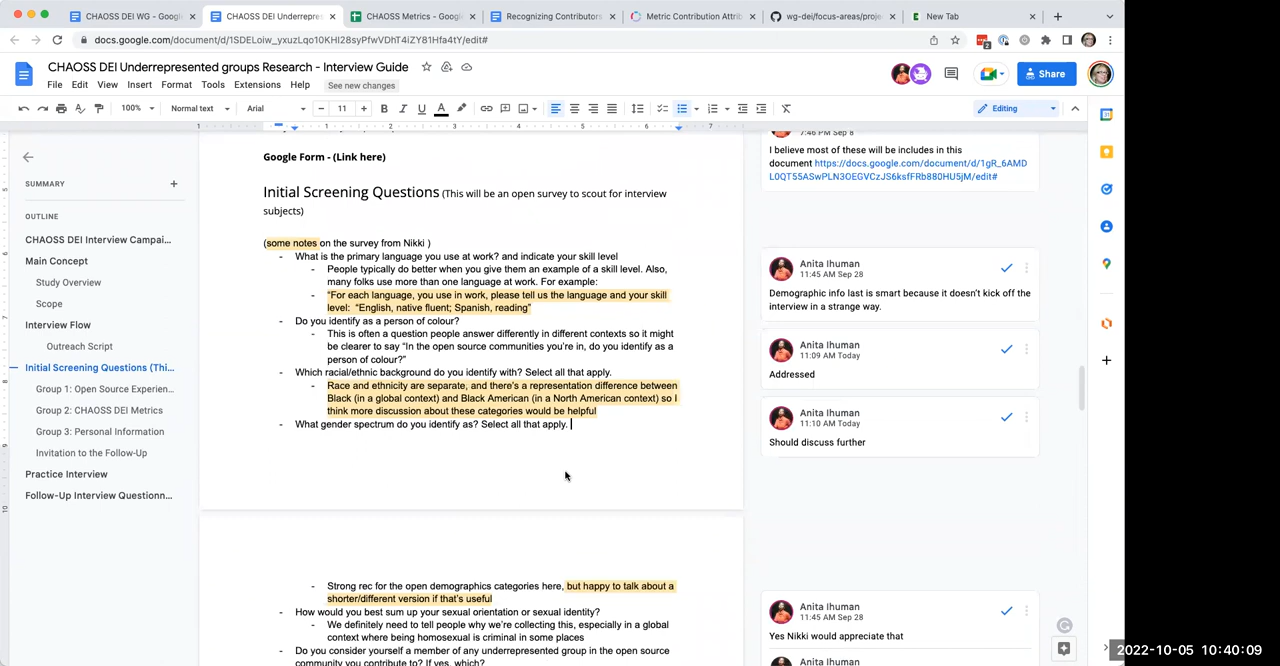 CHAOSS DEI WG - Google
CHAOSS DEI Underrepres
CHAOSS Metrics - Google
Recognizing Contributors
Metric Contribution Attrib
wg-dei/focus-areas/proje
New Tab
docs.google.com/document/d/1SDELoiw_yxuzLqo10KHI28syPfwVDhT4iZY81Hfa4tY/edit#
2
CHAOSS DEI Underrepresented groups Research - Interview Guide
File Edit View Insert Format Tools Extensions Help See new changes
Share
100% Normal text Arial 11 B I U A Editing
1 1 2 3 4 5 6 7
SUMMARY
OUTLINE
CHAOSS DEI Interview Campai...
Main Concept
Study Overview
Scope
Interview Flow
Outreach Script
Initial Screening Questions (Thi...
Group 1: Open Source Experien...
Group 2: CHAOSS DEI Metrics
Group 3: Personal Information
Invitation to the Follow-Up
Practice Interview
Follow-Up Interview Questionn...
Google Form - (Link here)
Initial Screening Questions (This will be an open survey to scout for interview
subjects)
(some notes on the survey from Nikki )
- What is the primary language you use at work? and indicate your skill level
- People typically do better when you give them an example of a skill level. Also,
many folks use more than one language at work. For example:
- "For each language, you use in work, please tell us the language and your skill
level: "English, native fluent; Spanish, reading"
- Do you identify as a person of colour?
- This is often a question people answer differently in different contexts so it might
be clearer to say "In the open source communities you're in, do you identify as a
person of colour?"
- Which racial/ethnic background do you identify with? Select all that apply.
- Race and ethnicity are separate, and there's a representation difference between
Black (in a global context) and Black American (in a North American context) so I
think more discussion about these categories would be helpful
- What gender spectrum do you identify as? Select all that apply.
- Strong rec for the open demographics categories here, but happy to talk about a
shorter/different version if that's useful
- How would you best sum up your sexual orientation or sexual identity?
- We definitely need to tell people why we're collecting this, especially in a global
context where being homosexual is criminal in some places
- Do you consider yourself a member of any underrepresented group in the open source
community you contribute to? If yes, which?
7:46 PM Sep 8
I believe most of these will be includes in this
document https://docs.google.com/document/d/1gR_6AMD
L0QT55ASwPLN3OEGVCzJS6ksfFRb880HU5jM/edit#
Anita Ihuman
11:45 AM Sep 28
Demographic info last is smart because it doesn't kick off the
interview in a strange way.
Anita Ihuman
11:09 AM Today
Addressed
Anita Ihuman
11:10 AM Today
Should discuss further
Anita Ihuman
11:45 AM Sep 28
Yes Nikki would appreciate that
Anita Ihuman
2022-10-05 10:40:09